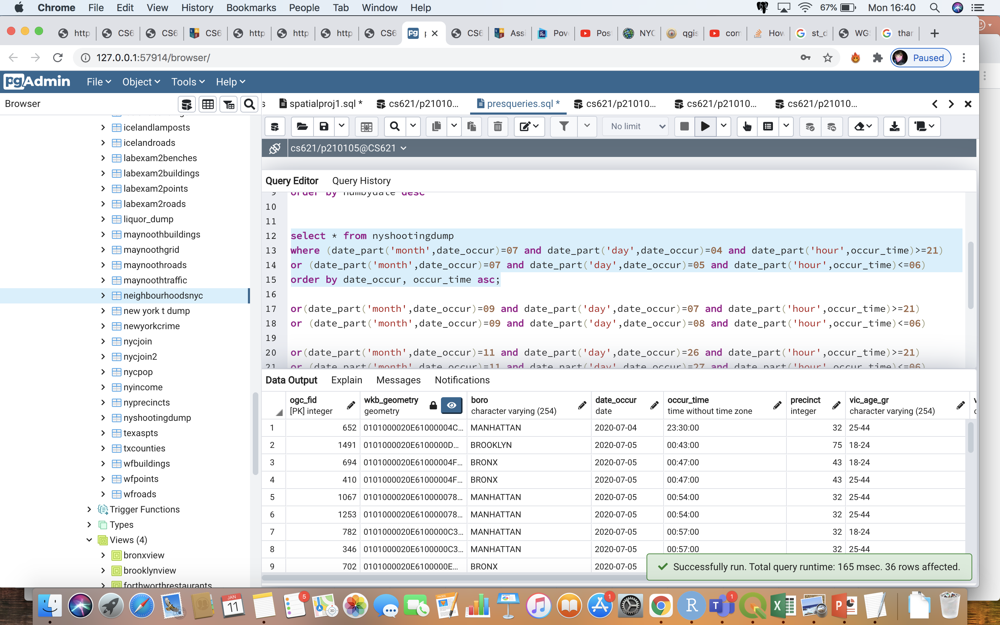 Chrome File Edit View History Bookmarks People Tab Window Help 67% Mon 16:40
http CS6 CS6 CS6 http http http CS6 pg CS6 Assi Pov Pos NYC qgis com How st_d WG thar
127.0.0.1:57914/browser/ Paused
pgAdmin File Object Tools Help
Browser
spatialproj1.sql * cs621/p21010... presqueries.sql * cs621/p21010... cs621/p21010... cs621/p21010...
No limit
cs621/p210105@CS621
Query Editor Query History
9 order by numbydate desc
10
11
12 select * from nyshootingdump
13 where (date_part('month',date_occur)=07 and date_part('day',date_occur)=04 and date_part('hour',occur_time)>=21)
14 or (date_part('month',date_occur)=07 and date_part('day',date_occur)=05 and date_part('hour',occur_time)<=06)
15 order by date_occur, occur_time asc;
16
17 or(date_part('month',date_occur)=09 and date_part('day',date_occur)=07 and date_part('hour',occur_time)>=21)
18 or (date_part('month',date_occur)=09 and date_part('day',date_occur)=08 and date_part('hour',occur_time)<=06)
19
20 or(date_part('month',date_occur)=11 and date_part('day',date_occur)=26 and date_part('hour',occur_time)>=21)
21 or (date_part('month',date_occur)=11 and date_part('day',date_occur)=27 and date_part('hour',occur_time)<=06)
icelandlamposts
icelandroads
labexam2benches
labexam2buildings
labexam2points
labexam2roads
liquor_dump
maynoothbuildings
maynoothgrid
maynoothroads
maynoothtraffic
neighbourhoodsnyc
new york t dump
newyorkcrime
nycjoin
nycjoin2
nycpop
nyincome
nyprecincts
nyshootingdump
texaspts
txcounties
wfbuildings
wfpoints
wfroads
Trigger Functions
Types
Views (4)
bronxview
brooklynview
forthworthrestaurants
Data Output Explain Messages Notifications
ogc_fid wkb_geometry boro date_occur occur_time precinct vic_age_gr
[PK] integer geometry character varying (254) date time without time zone integer character varying (254)
1 652 0101000020E61000004C... MANHATTAN 2020-07-04 23:30:00 32 25-44
2 1491 0101000020E6100000D... BROOKLYN 2020-07-05 00:43:00 75 18-24
3 694 0101000020E61000004F... BRONX 2020-07-05 00:47:00 43 18-24
4 410 0101000020E61000004F... BRONX 2020-07-05 00:47:00 43 25-44
5 1067 0101000020E610000078... MANHATTAN 2020-07-05 00:54:00 32 25-44
6 1253 0101000020E610000078... MANHATTAN 2020-07-05 00:54:00 32 25-44
7 782 0101000020E6100000C3... MANHATTAN 2020-07-05 00:57:00 32 18-24
8 346 0101000020E6100000C3... MANHATTAN 2020-07-05 00:57:00 32 25-44
9 702 0101000020E6100000E... BRONX 2020-07-05
Successfully run. Total query runtime: 165 msec. 36 rows affected.
JAN
11
5
3D
PAGES
1
R
T
1
X
P